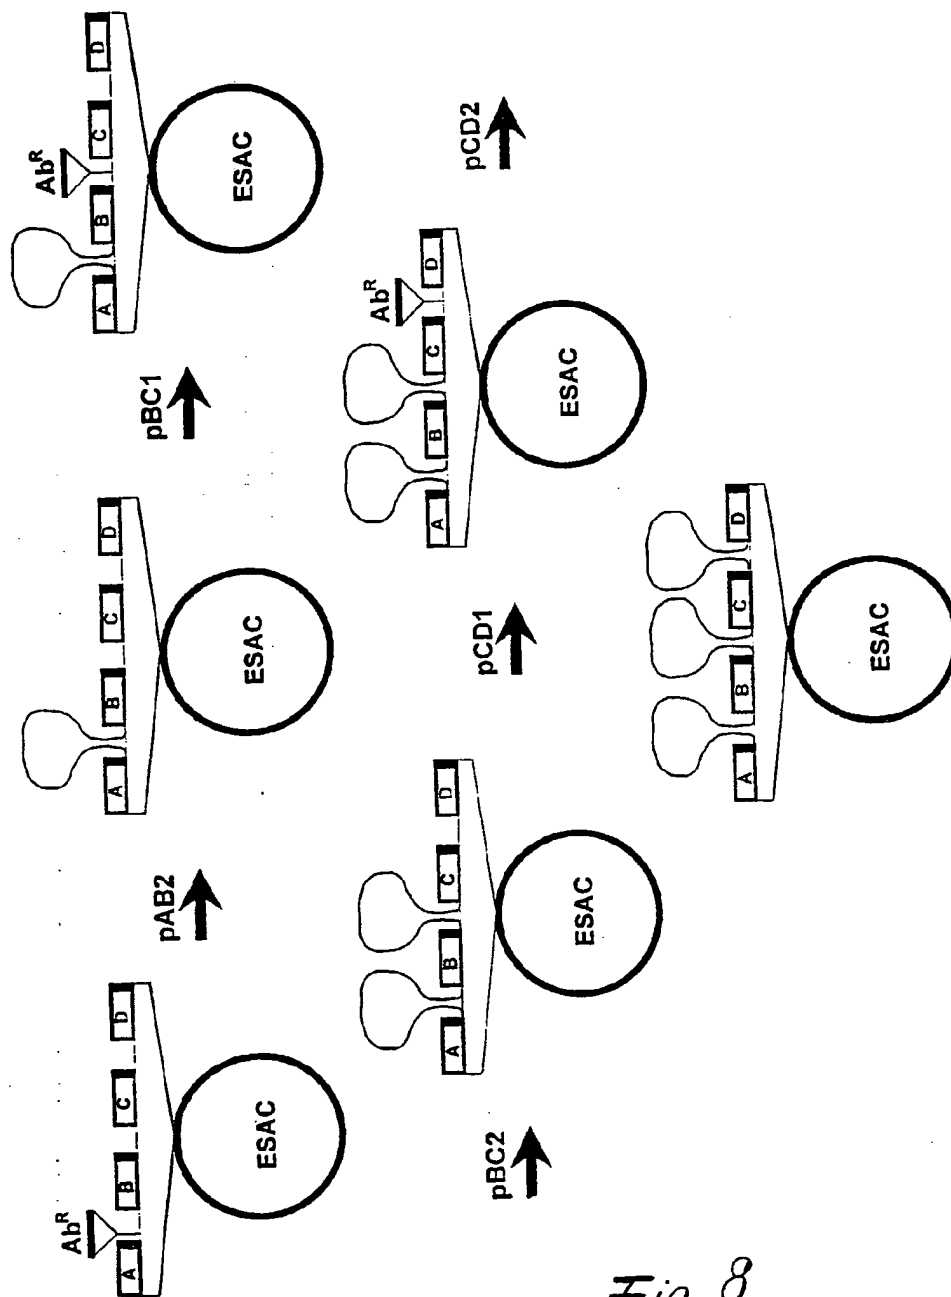 Ab^R
A B C D
ESAC
pAB2
A B C D
ESAC
pBC1
Ab^R
A B C D
ESAC
pBC2
A B C D
ESAC
pCD1
Ab^R
A B C D
ESAC
pCD2
A B C D
ESAC
Fig. 8